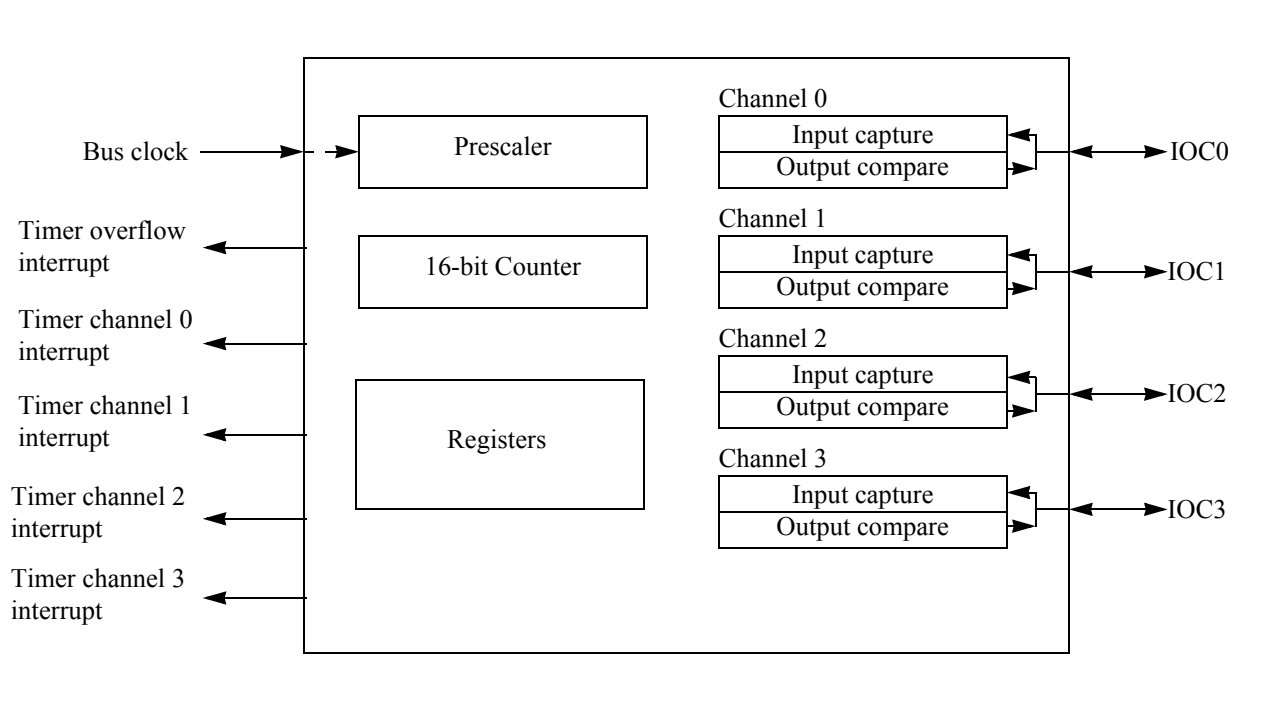 Bus clock
Timer overflow
interrupt
Timer channel 0
interrupt
Timer channel 1
interrupt
Timer channel 2
interrupt
Timer channel 3
interrupt
Prescaler
16-bit Counter
Registers
Channel 0
Input capture
Output compare
Channel 1
Input capture
Output compare
Channel 2
Input capture
Output compare
Channel 3
Input capture
Output compare
IOC0
IOC1
IOC2
IOC3